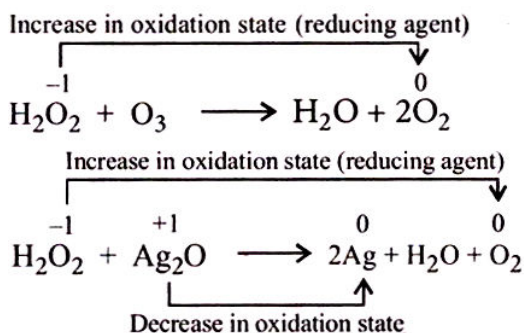 Increase in oxidation state (reducing agent)
−1 0
H₂O₂ + O₃ ⟶ H₂O + 2O₂
Increase in oxidation state (reducing agent)
−1 +1 0 0
H₂O₂ + Ag₂O ⟶ 2Ag + H₂O + O₂
Decrease in oxidation state